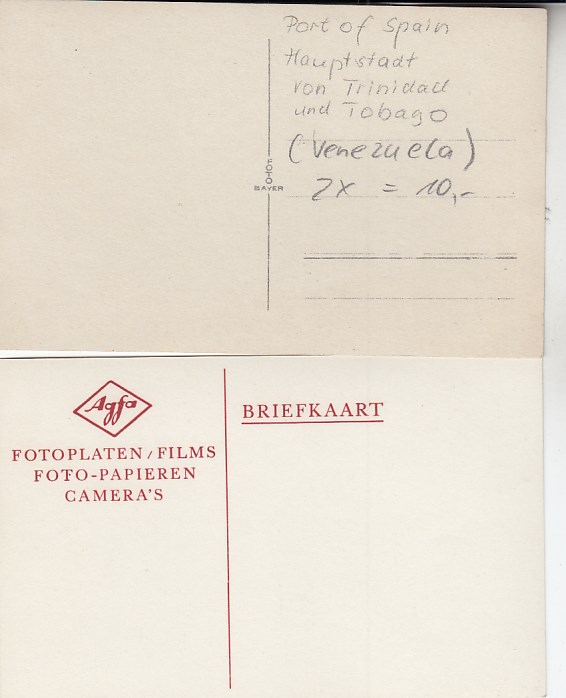 Port of Spain
Hauptstadt
von Trinidad
und Tobago
(Venezuela)
2x = 10,-
FOTO
BAYER
Agfa
BRIEFKAART
FOTOPLATEN / FILMS
FOTO-PAPIEREN
CAMERA'S